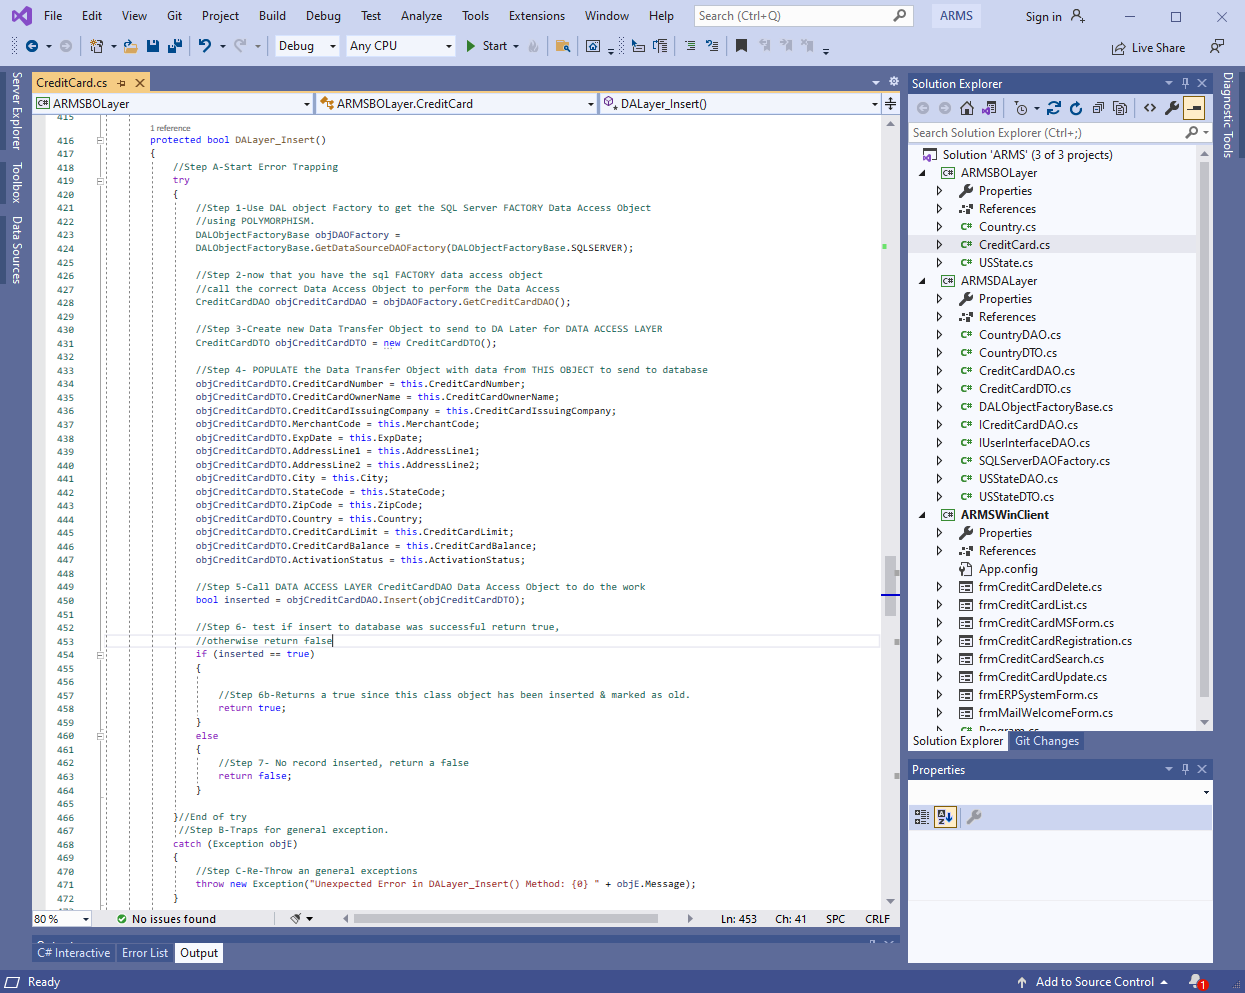 File Edit View Git Project Build Debug Test Analyze Tools Extensions Window Help Search (Ctrl+Q) ARMS Sign in
Debug Any CPU Start Live Share
Server Explorer
Toolbox
Data Sources
CreditCard.cs
ARMSBOLayer ARMSBOLayer.CreditCard DALayer_Insert()
415
1 reference
416 protected bool DALayer_Insert()
417 {
418 //Step A-Start Error Trapping
419 try
420 {
421 //Step 1-Use DAL object Factory to get the SQL Server FACTORY Data Access Object
422 //using POLYMORPHISM.
423 DALObjectFactoryBase objDAOFactory =
424 DALObjectFactoryBase.GetDataSourceDAOFactory(DALObjectFactoryBase.SQLSERVER);
425
426 //Step 2-now that you have the sql FACTORY data access object
427 //call the correct Data Access Object to perform the Data Access
428 CreditCardDAO objCreditCardDAO = objDAOFactory.GetCreditCardDAO();
429
430 //Step 3-Create new Data Transfer Object to send to DA Later for DATA ACCESS LAYER
431 CreditCardDTO objCreditCardDTO = new CreditCardDTO();
432
433 //Step 4- POPULATE the Data Transfer Object with data from THIS OBJECT to send to database
434 objCreditCardDTO.CreditCardNumber = this.CreditCardNumber;
435 objCreditCardDTO.CreditCardOwnerName = this.CreditCardOwnerName;
436 objCreditCardDTO.CreditCardIssuingCompany = this.CreditCardIssuingCompany;
437 objCreditCardDTO.MerchantCode = this.MerchantCode;
438 objCreditCardDTO.ExpDate = this.ExpDate;
439 objCreditCardDTO.AddressLine1 = this.AddressLine1;
440 objCreditCardDTO.AddressLine2 = this.AddressLine2;
441 objCreditCardDTO.City = this.City;
442 objCreditCardDTO.StateCode = this.StateCode;
443 objCreditCardDTO.ZipCode = this.ZipCode;
444 objCreditCardDTO.Country = this.Country;
445 objCreditCardDTO.CreditCardLimit = this.CreditCardLimit;
446 objCreditCardDTO.CreditCardBalance = this.CreditCardBalance;
447 objCreditCardDTO.ActivationStatus = this.ActivationStatus;
448
449 //Step 5-Call DATA ACCESS LAYER CreditCardDAO Data Access Object to do the work
450 bool inserted = objCreditCardDAO.Insert(objCreditCardDTO);
451
452 //Step 6- test if insert to database was successful return true,
453 //otherwise return false
454 if (inserted == true)
455 {
456
457 //Step 6b-Returns a true since this class object has been inserted & marked as old.
458 return true;
459 }
460 else
461 {
462 //Step 7- No record inserted, return a false
463 return false;
464 }
465
466 }//End of try
467 //Step B-Traps for general exception.
468 catch (Exception objE)
469 {
470 //Step C-Re-Throw an general exceptions
471 throw new Exception("Unexpected Error in DALayer_Insert() Method: {0} " + objE.Message);
472 }
80 % No issues found Ln: 453 Ch: 41 SPC CRLF
C# Interactive Error List Output
Solution Explorer
Search Solution Explorer (Ctrl+;)
Solution 'ARMS' (3 of 3 projects)
C# ARMSBOLayer
Properties
References
C# Country.cs
C# CreditCard.cs
C# USState.cs
C# ARMSDALayer
Properties
References
C# CountryDAO.cs
C# CountryDTO.cs
C# CreditCardDAO.cs
C# CreditCardDTO.cs
C# DALObjectFactoryBase.cs
C# ICreditCardDAO.cs
C# IUserInterfaceDAO.cs
C# SQLServerDAOFactory.cs
C# USStateDAO.cs
C# USStateDTO.cs
C# ARMSWinClient
Properties
References
App.config
frmCreditCardDelete.cs
frmCreditCardList.cs
frmCreditCardMSForm.cs
frmCreditCardRegistration.cs
frmCreditCardSearch.cs
frmCreditCardUpdate.cs
frmERPSystemForm.cs
frmMailWelcomeForm.cs
C# Program.cs
Solution Explorer Git Changes
Properties
Diagnostic Tools
Ready Add to Source Control 1